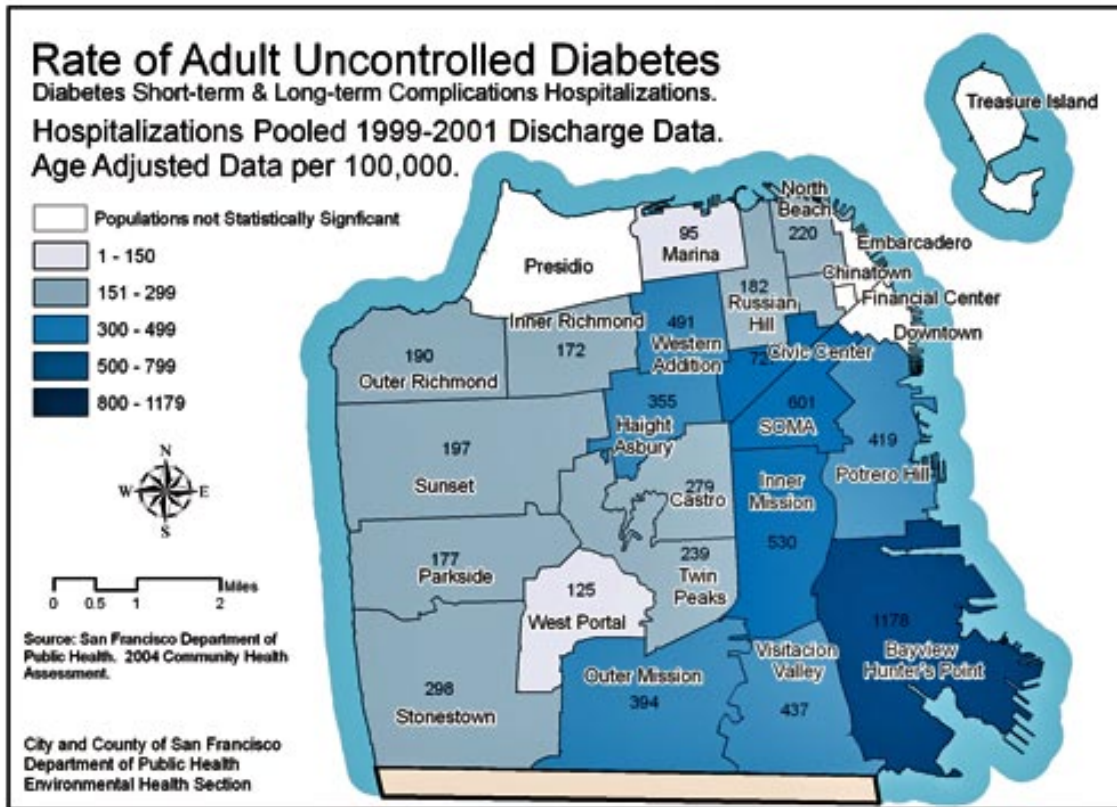 Rate of Adult Uncontrolled Diabetes
Diabetes Short-term & Long-term Complications Hospitalizations.
Hospitalizations Pooled 1999-2001 Discharge Data.
Age Adjusted Data per 100,000.
Populations not Statistically Signficant
1 - 150
151 - 299
300 - 499
500 - 799
800 - 1179
Treasure Island
North
Beach
220
Embarcadero
Chinatown
Financial Center
Downtown
95
Marina
Presidio
182
Russian
Hill
Inner Richmond
172
491
Western
Addition
Civic Center
190
Outer Richmond
355
Haight
Asbury
601
SOMA
419
Potrero Hill
197
Sunset
279
Castro
Inner
Mission
530
177
Parkside
125
West Portal
239
Twin
Peaks
1178
Bayview
Hunter's Point
298
Stonestown
Outer Mission
394
Visitacion
Valley
437
N
W
E
S
0
0.5
1
2
Miles
Source: San Francisco Department of
Public Health. 2004 Community Health
Assessment.
City and County of San Francisco
Department of Public Health
Environmental Health Section